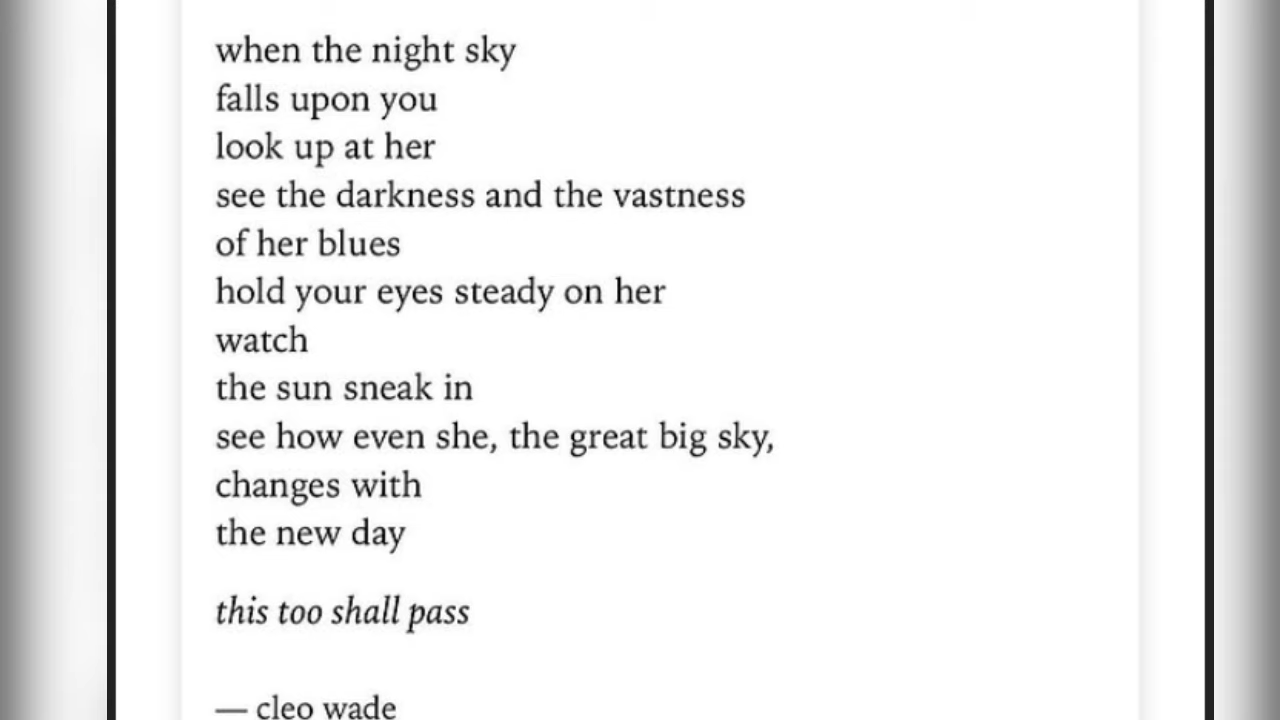 when the night sky
falls upon you
look up at her
see the darkness and the vastness
of her blues
hold your eyes steady on her
watch
the sun sneak in
see how even she, the great big sky,
changes with
the new day
this too shall pass
— cleo wade